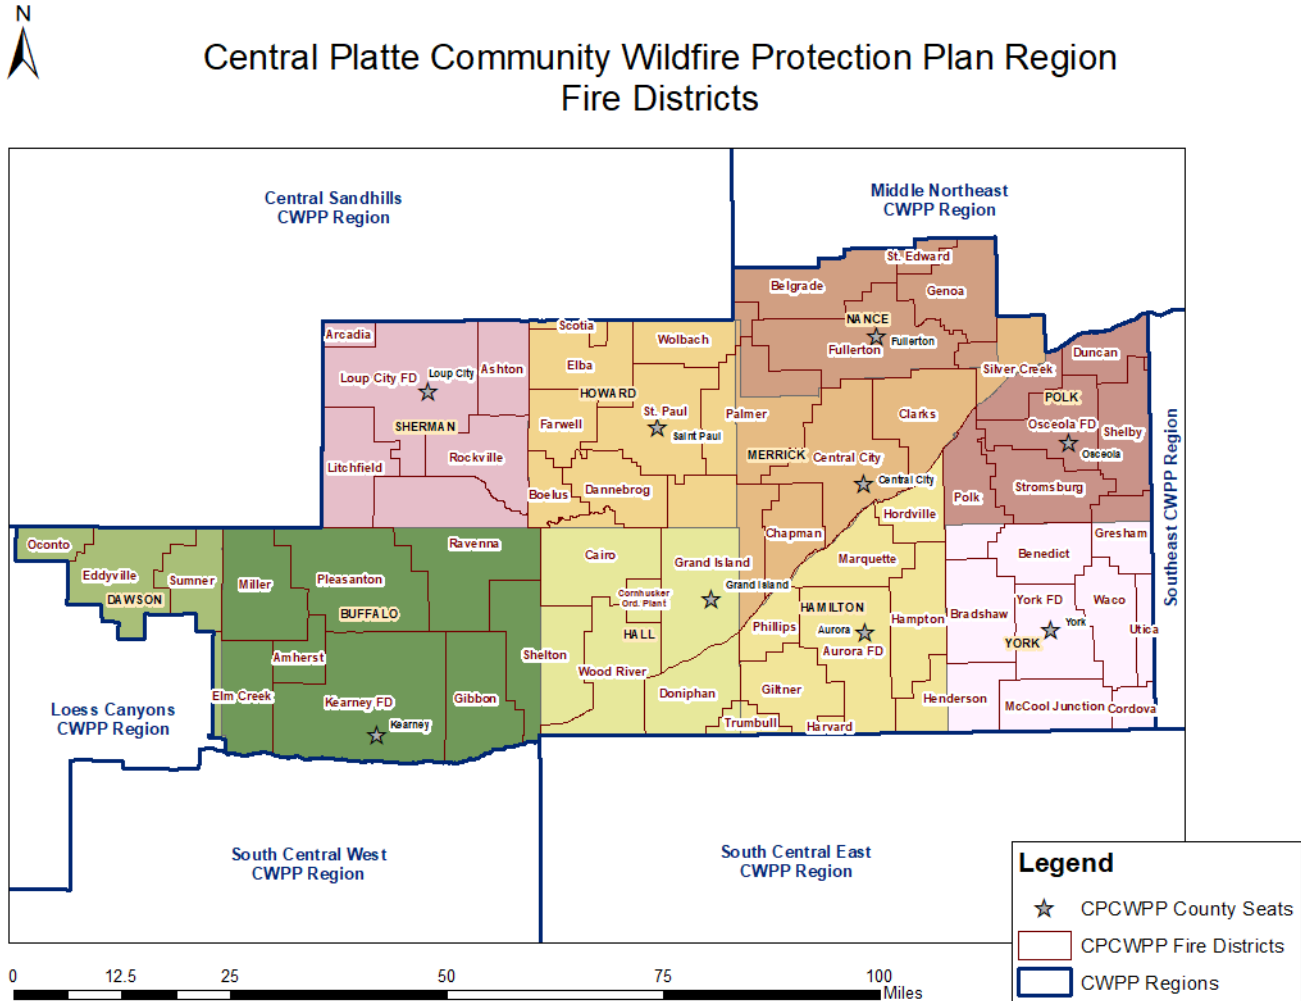 N
Central Platte Community Wildfire Protection Plan Region
Fire Districts
Central Sandhills
CWPP Region
Middle Northeast
CWPP Region
St. Edward
Belgrade
Genoa
NANCE
Fullerton
Fullerton
Silver Creek
Duncan
POLK
Osceola FD
Shelby
Osceola
Stromsburg
Polk
Southeast CWPP Region
Arcadia
Loup City FD
Loup City
Ashton
SHERMAN
Litchfield
Rockville
Scotia
Wolbach
Elba
HOWARD
St. Paul
Saint Paul
Farwell
Boelus
Dannebrog
Palmer
Clarks
MERRICK
Central City
Central City
Hordville
Chapman
Marquette
Oconto
Eddyville
Sumner
DAWSON
Miller
Pleasanton
Ravenna
BUFFALO
Amherst
Elm Creek
Kearney FD
Kearney
Gibbon
Shelton
Cairo
Grand Island
Grand Island
Cornhusker
Ord. Plant
HALL
Wood River
Doniphan
Phillips
HAMILTON
Aurora
Aurora FD
Hampton
Giltner
Trumbull
Harvard
Henderson
Gresham
Benedict
Bradshaw
York FD
York
Waco
Utica
YORK
McCool Junction
Cordova
Loess Canyons
CWPP Region
South Central West
CWPP Region
South Central East
CWPP Region
Legend
CPCWPP County Seats
CPCWPP Fire Districts
CWPP Regions
0 12.5 25 50 75 100
Miles